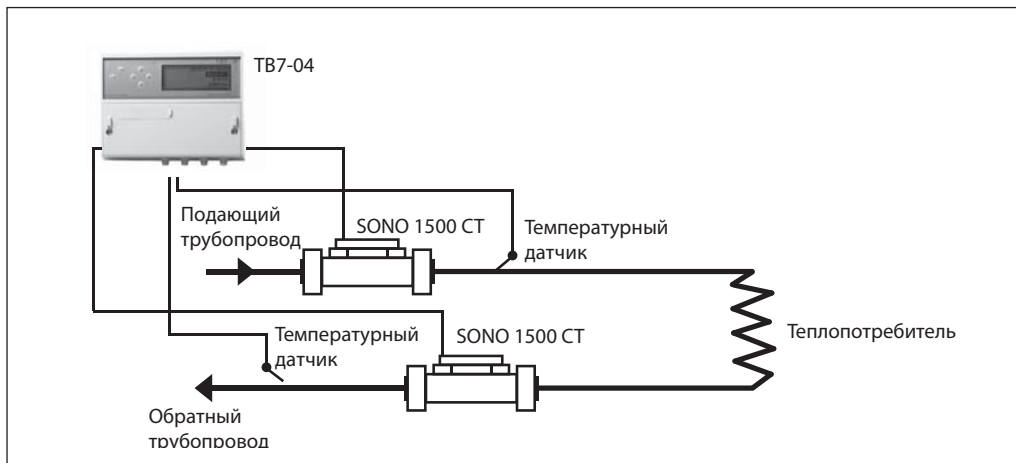 ТВ7-04
Подающий
трубопровод
SONO 1500 CT
Температурный
датчик
Температурный
датчик
SONO 1500 CT
Теплопотребитель
Обратный
трубопровод